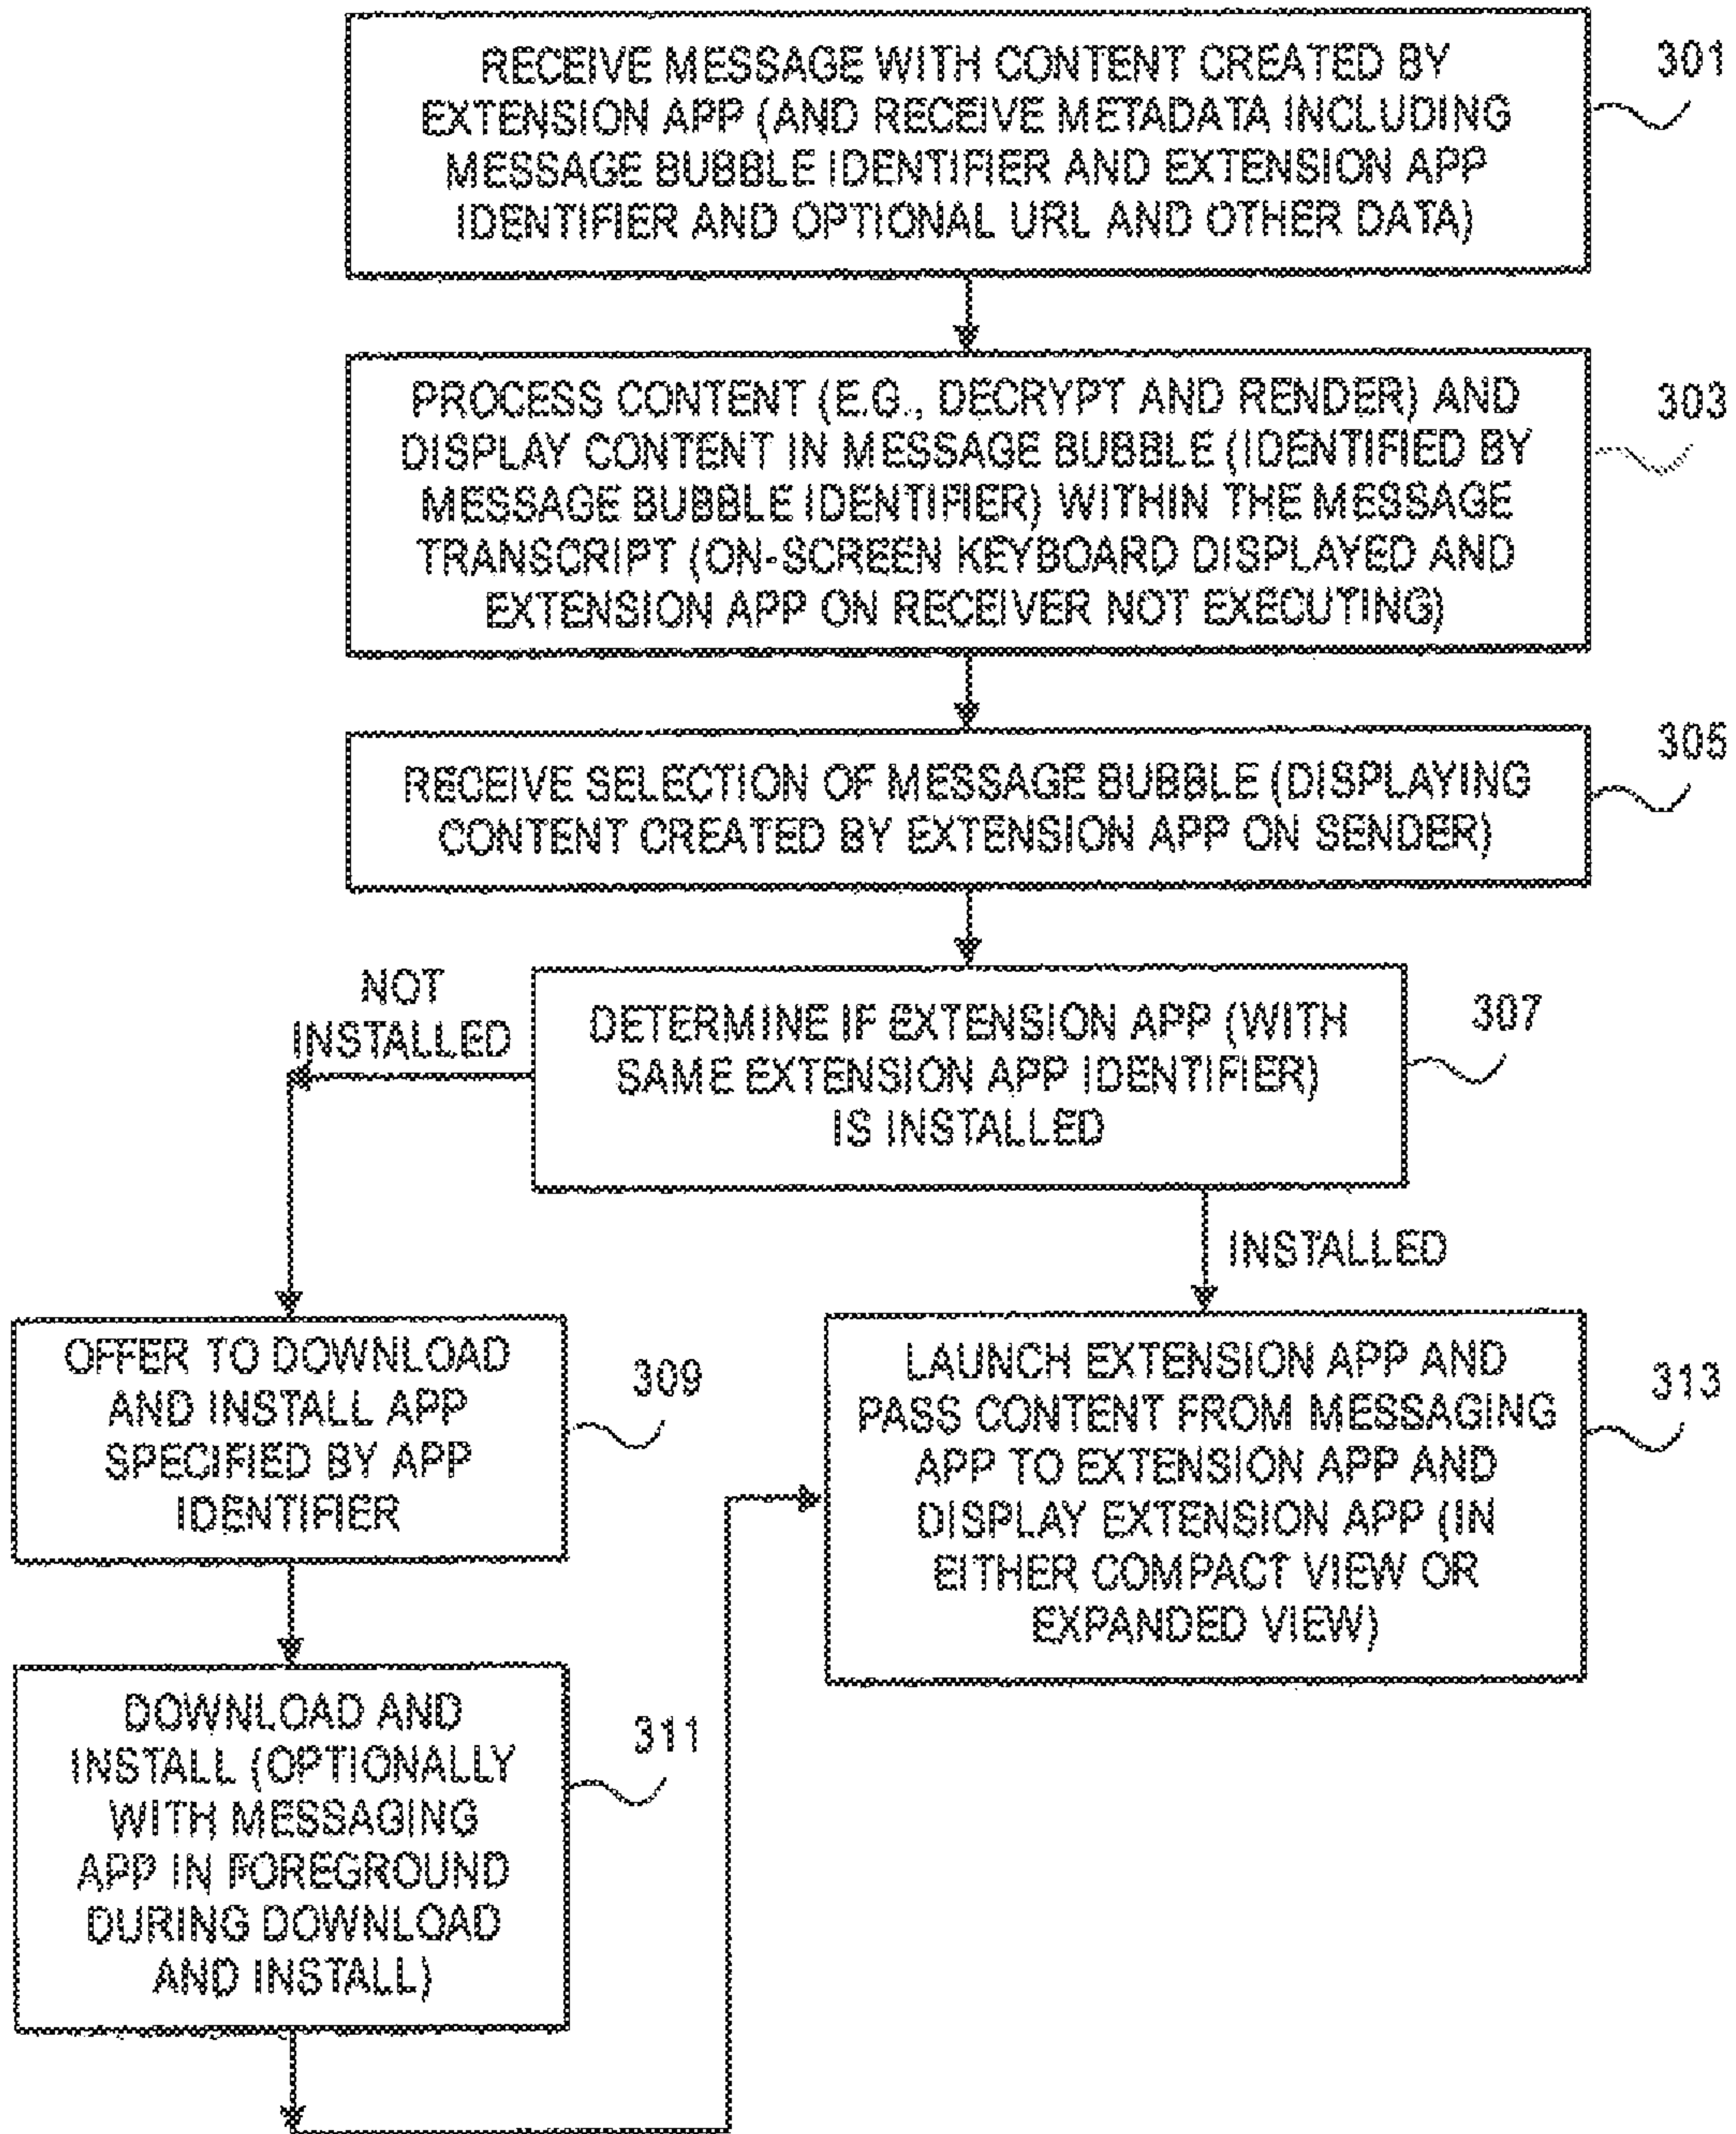 RECEIVE MESSAGE WITH CONTENT CREATED BY
EXTENSION APP (AND RECEIVE METADATA INCLUDING
MESSAGE BUBBLE IDENTIFIER AND EXTENSION APP
IDENTIFIER AND OPTIONAL URL AND OTHER DATA)
301
PROCESS CONTENT (E.G., DECRYPT AND RENDER) AND
DISPLAY CONTENT IN MESSAGE BUBBLE (IDENTIFIED BY
MESSAGE BUBBLE IDENTIFIER) WITHIN THE MESSAGE
TRANSCRIPT (ON-SCREEN KEYBOARD DISPLAYED AND
EXTENSION APP ON RECEIVER NOT EXECUTING)
303
RECEIVE SELECTION OF MESSAGE BUBBLE (DISPLAYING
CONTENT CREATED BY EXTENSION APP ON SENDER)
305
DETERMINE IF EXTENSION APP (WITH
SAME EXTENSION APP IDENTIFIER)
IS INSTALLED
307
NOT
INSTALLED
INSTALLED
OFFER TO DOWNLOAD
AND INSTALL APP
SPECIFIED BY APP
IDENTIFIER
309
LAUNCH EXTENSION APP AND
PASS CONTENT FROM MESSAGING
APP TO EXTENSION APP AND
DISPLAY EXTENSION APP (IN
EITHER COMPACT VIEW OR
EXPANDED VIEW)
313
DOWNLOAD AND
INSTALL (OPTIONALLY
WITH MESSAGING
APP IN FOREGROUND
DURING DOWNLOAD
AND INSTALL)
311